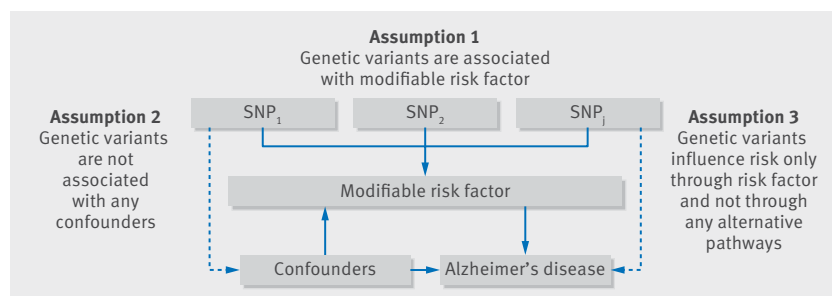 Assumption 1
Genetic variants are associated
with modifiable risk factor
Assumption 2
Genetic variants
are not
associated
with any
confounders
SNP1
SNP2
SNPj
Assumption 3
Genetic variants
influence risk only
through risk factor
and not through
any alternative
pathways
Modifiable risk factor
Confounders
Alzheimer's disease